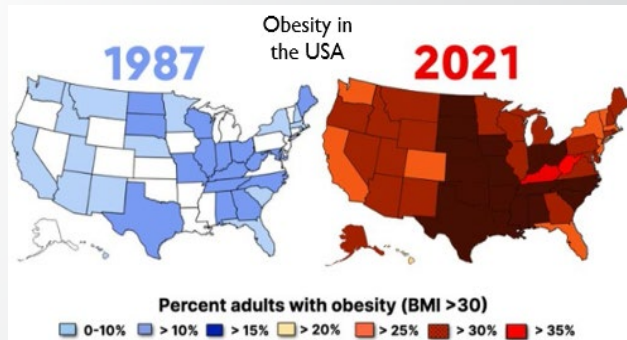 Obesity in
the USA
1987
2021
Percent adults with obesity (BMI >30)
0-10% > 10% > 15% > 20% > 25% > 30% > 35%